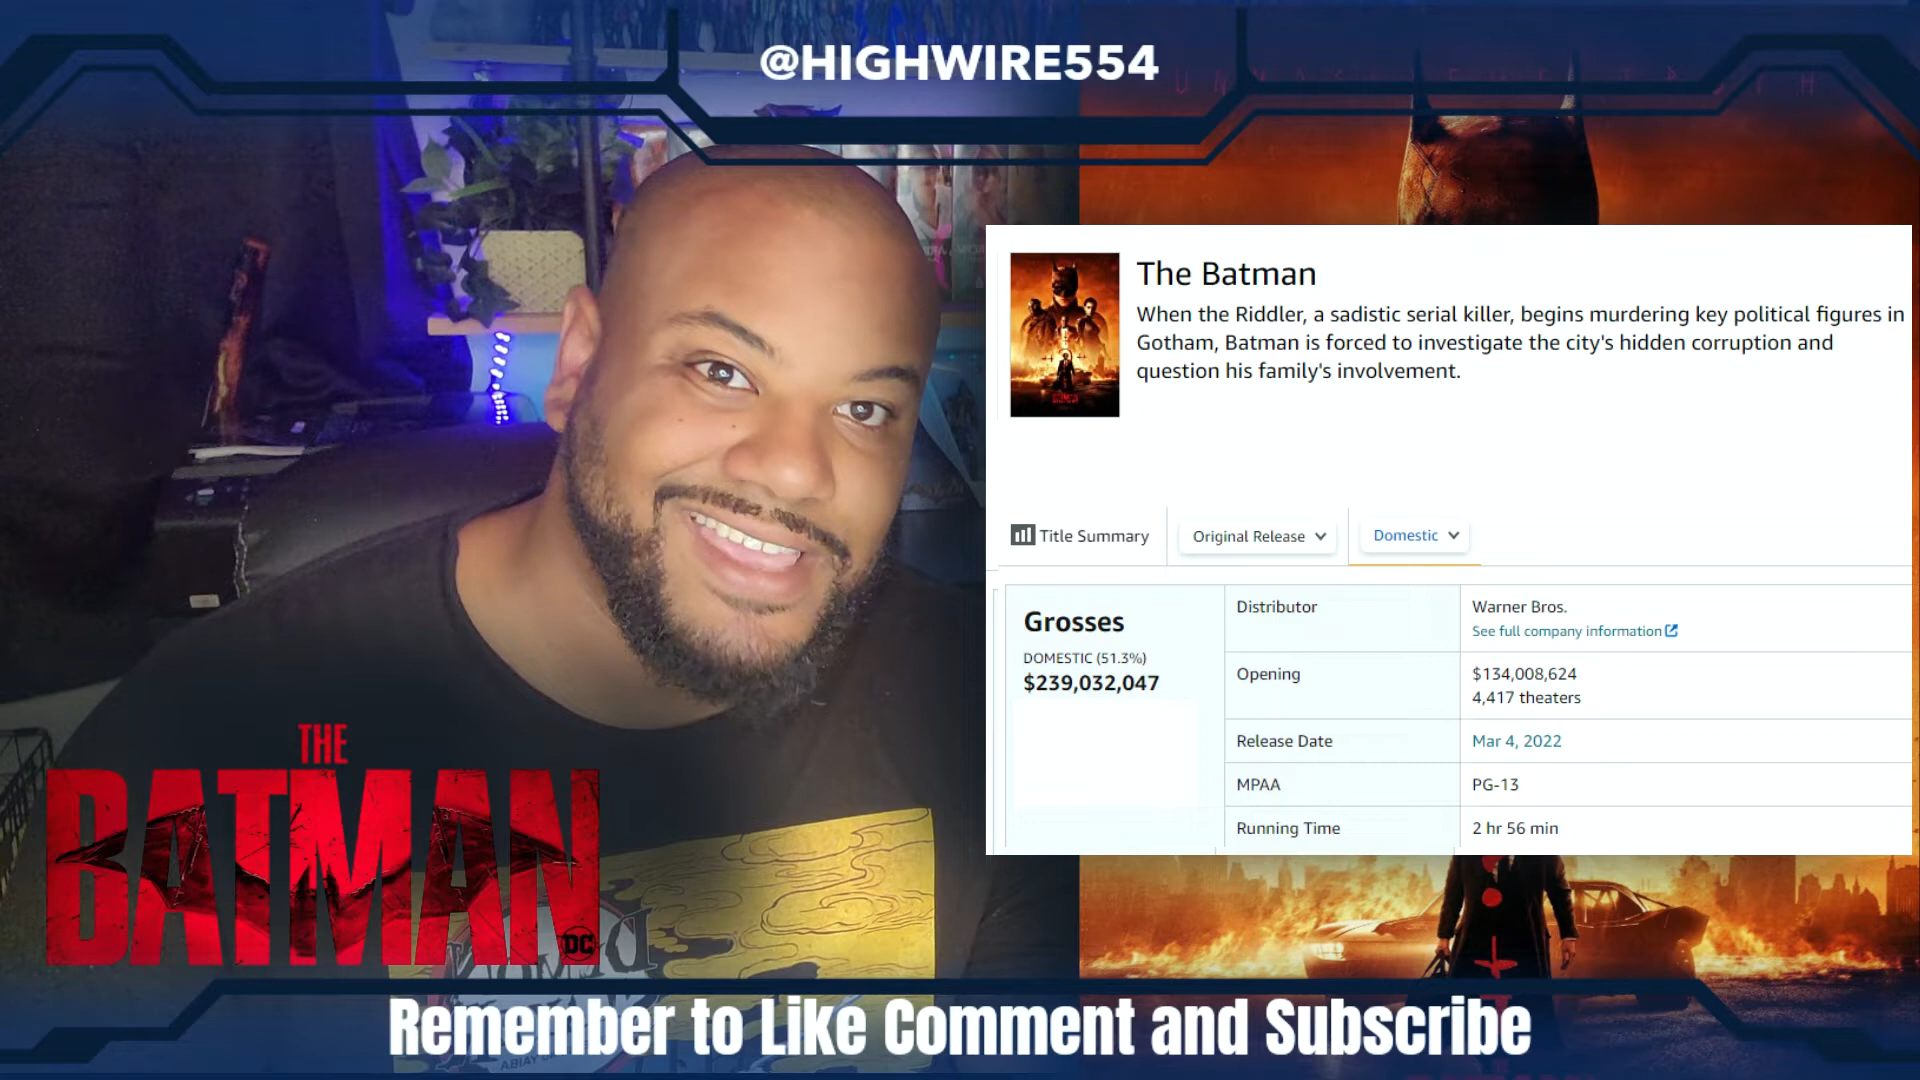 @HIGHWIRE554
The Batman
When the Riddler, a sadistic serial killer, begins murdering key political figures in
Gotham, Batman is forced to investigate the city's hidden corruption and
question his family's involvement.
Title Summary
Original Release
Domestic
Grosses
DOMESTIC (51.3%)
$239,032,047
Distributor
Warner Bros.
See full company information
Opening
$134,008,624
4,417 theaters
Release Date
Mar 4, 2022
MPAA
PG-13
Running Time
2 hr 56 min
THE
BATMAN
DC
Remember to Like Comment and Subscribe